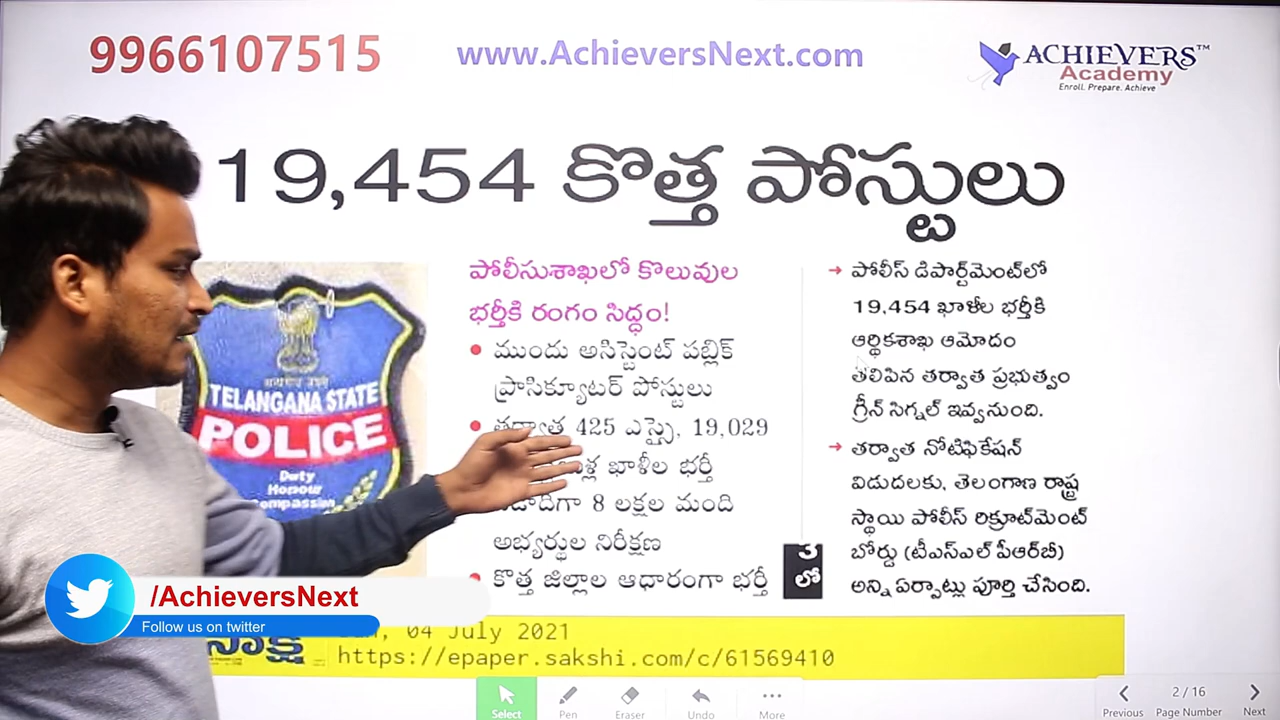 9966107515
www.AchieversNext.com
ACHIEVERS™
Academy
Enroll. Prepare. Achieve
19,454 కొత్త పోస్టులు
పోలీసుశాఖలో కొలువుల
భర్తీకి రంగం సిద్ధం!
• ముందు అసిస్టెంట్ పబ్లిక్
ప్రాసిక్యూటర్ పోస్టులు
• తర్వాత 425 ఎస్సై, 19,029
ఖాళీల భర్తీ
8 లక్షల మంది
అభ్యర్థుల నిరీక్షణ
• కొత్త జిల్లాల ఆధారంగా భర్తీ
3
లో
→ పోలీస్ డిపార్ట్‌మెంట్‌లో
19,454 ఖాళీల భర్తీకి
ఆర్థికశాఖ ఆమోదం
తెలిపిన తర్వాత ప్రభుత్వం
గ్రీన్ సిగ్నల్ ఇవ్వనుంది.
→ తర్వాత నోటిఫికేషన్
విడుదలకు, తెలంగాణ రాష్ట్ర
స్థాయి పోలీస్ రిక్రూట్‌మెంట్
బోర్డు (టీఎస్ఎల్ పీఆర్‌బీ)
అన్ని ఏర్పాట్లు పూర్తి చేసింది.
TELANGANA STATE
POLICE
Duty
Honour
Compassion
/AchieversNext
Follow us on twitter
04 July 2021
https://epaper.sakshi.com/c/61569410
Select
Pen
Eraser
Undo
More
Previous
2 / 16
Page Number
Next